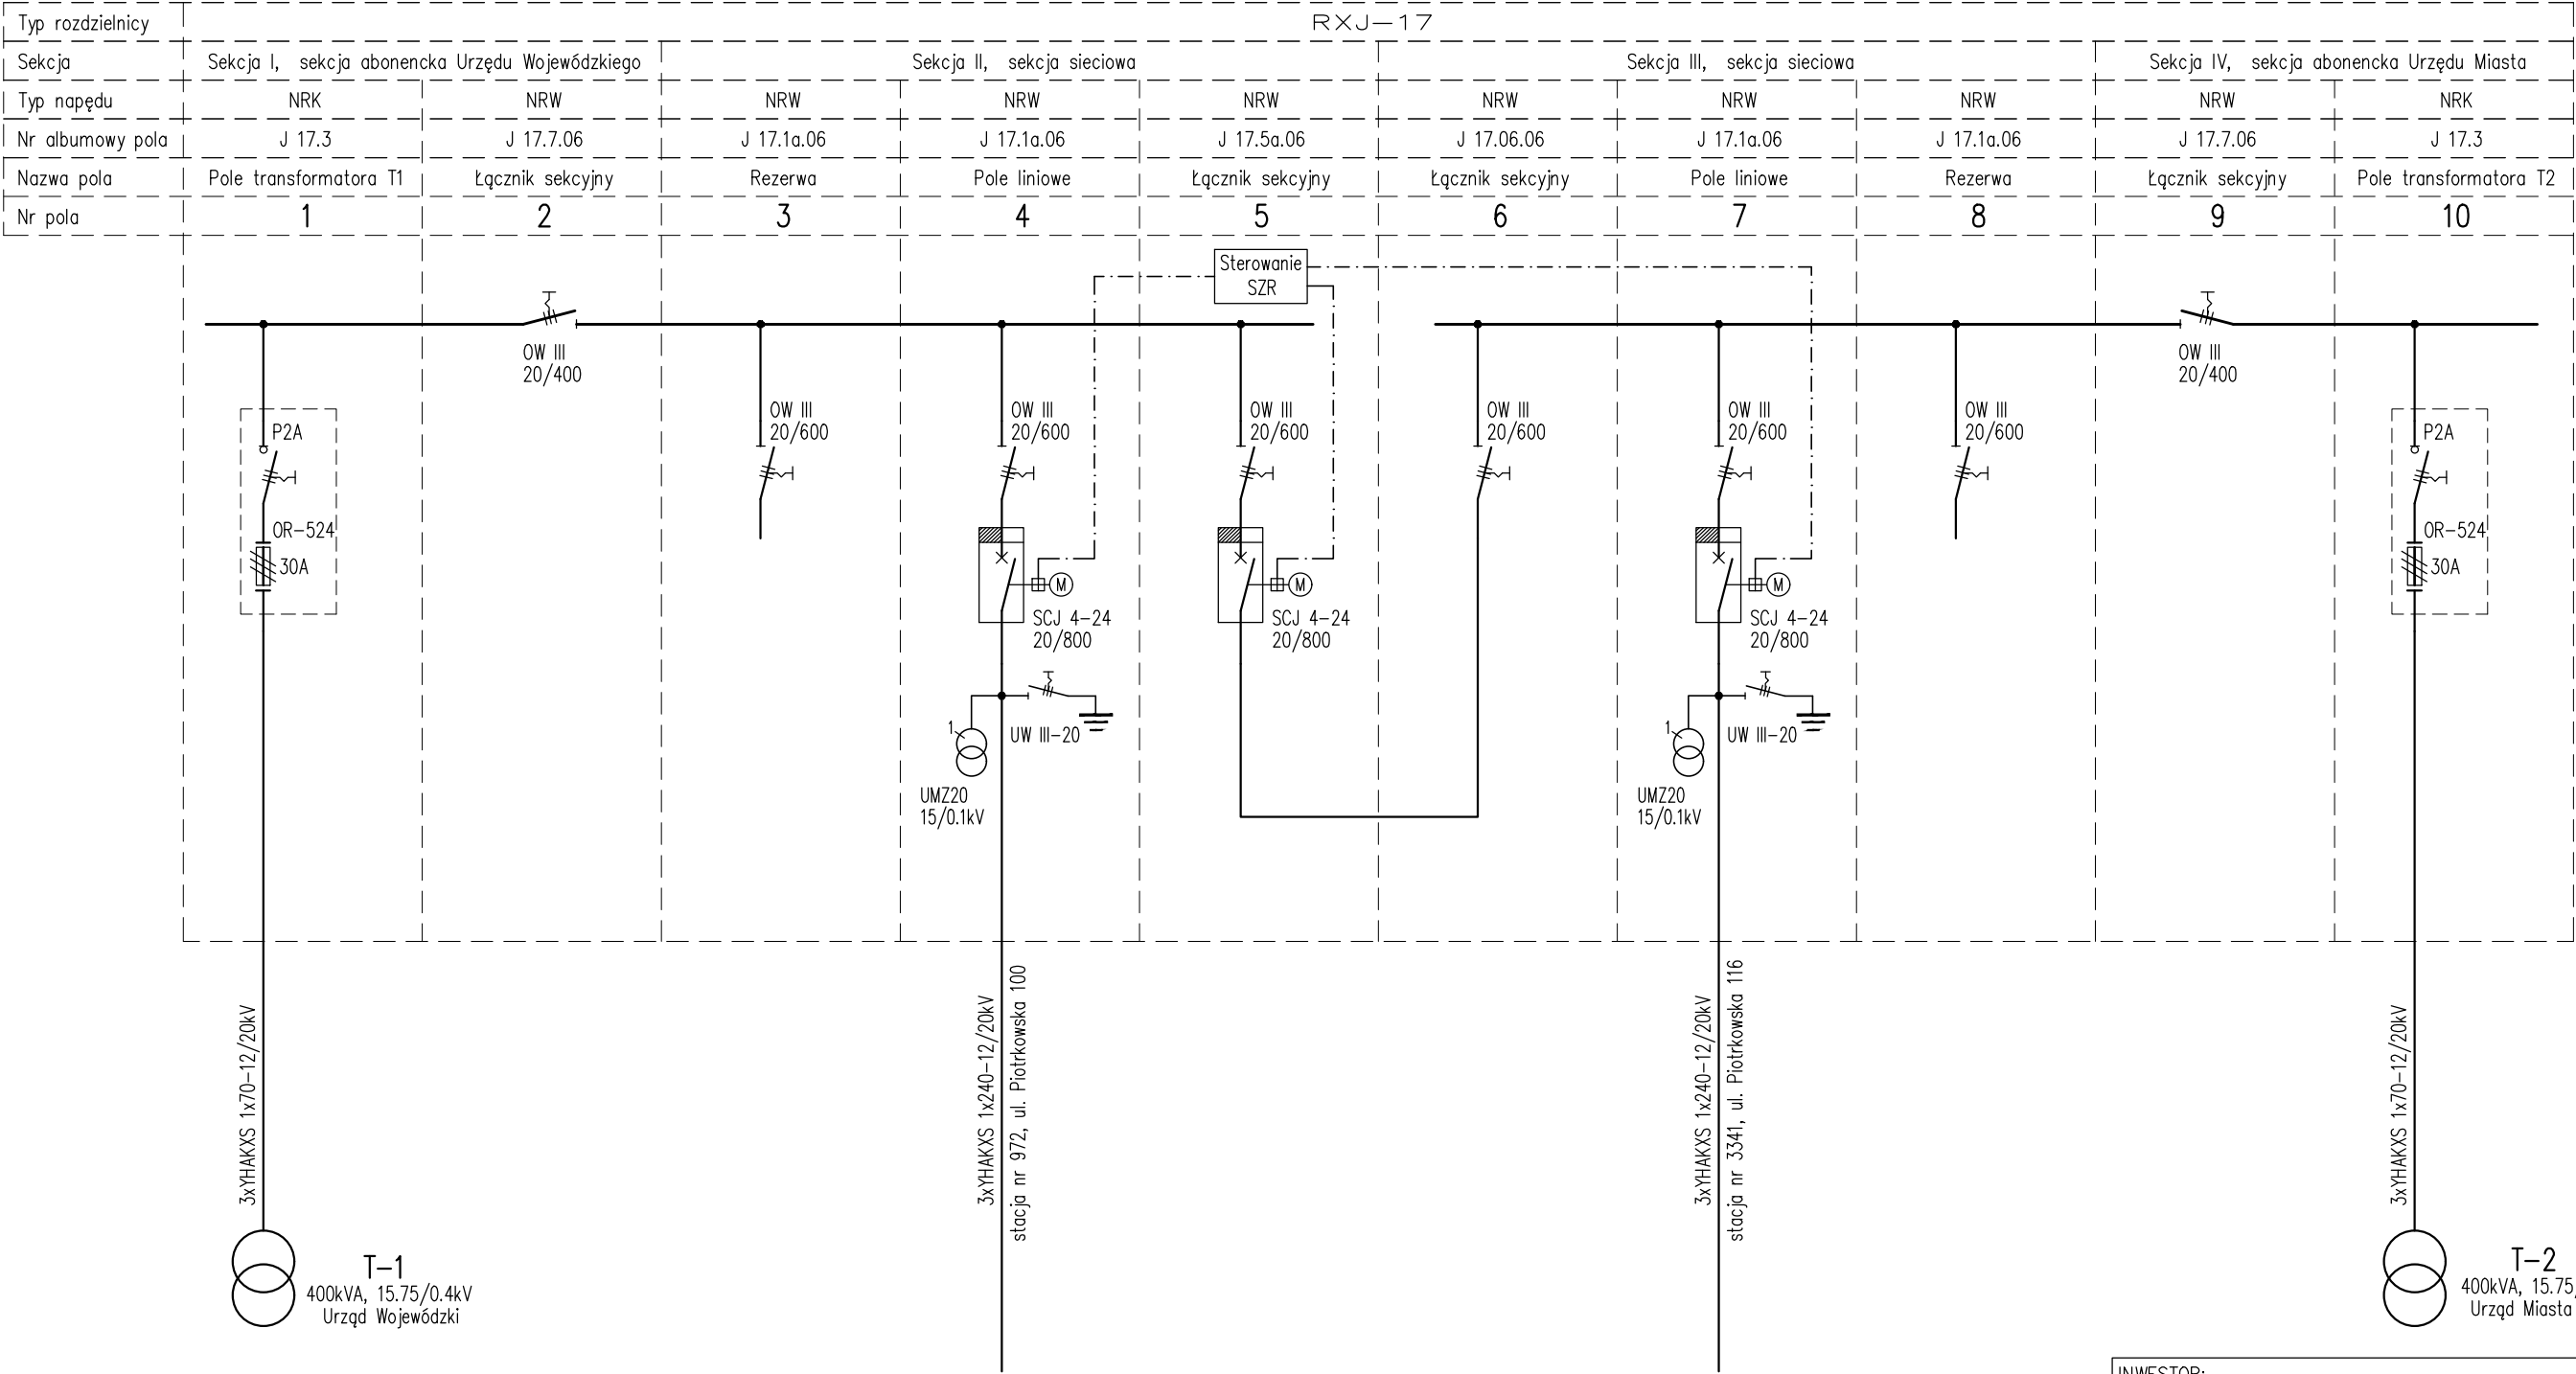 Typ rozdzielnicy RXJ-17
Sekcja Sekcja I, sekcja abonencka Urzędu Wojewódzkiego Sekcja II, sekcja sieciowa Sekcja III, sekcja sieciowa Sekcja IV, sekcja abonencka Urzędu Miasta
Typ napędu NRK NRW NRW NRW NRW NRW NRW NRW NRW NRK
Nr albumowy pola J 17.3 J 17.7.06 J 17.1a.06 J 17.1a.06 J 17.5a.06 J 17.06.06 J 17.1a.06 J 17.1a.06 J 17.7.06 J 17.3
Nazwa pola Pole transformatora T1 Łącznik sekcyjny Rezerwa Pole liniowe Łącznik sekcyjny Łącznik sekcyjny Pole liniowe Rezerwa Łącznik sekcyjny Pole transformatora T2
Nr pola 1 2 3 4 5 6 7 8 9 10
Sterowanie
SZR
OW III
20/400
OW III
20/400
P2A
OR-524
30A
OW III
20/600
OW III
20/600
OW III
20/600
OW III
20/600
OW III
20/600
OW III
20/600
P2A
OR-524
30A
M
SCJ 4-24
20/800
M
SCJ 4-24
20/800
M
SCJ 4-24
20/800
1
UW III-20
UMZ20
15/0.1kV
1
UW III-20
UMZ20
15/0.1kV
3xYHAKXS 1x70-12/20kV
3xYHAKXS 1x240-12/20kV
stacja nr 972, ul. Piotrkowska 100
3xYHAKXS 1x240-12/20kV
stacja nr 3341, ul. Piotrkowska 116
3xYHAKXS 1x70-12/20kV
T-1
400kVA, 15.75/0.4kV
Urząd Wojewódzki
T-2
400kVA, 15.75/
Urząd Miasta
INWESTOR: